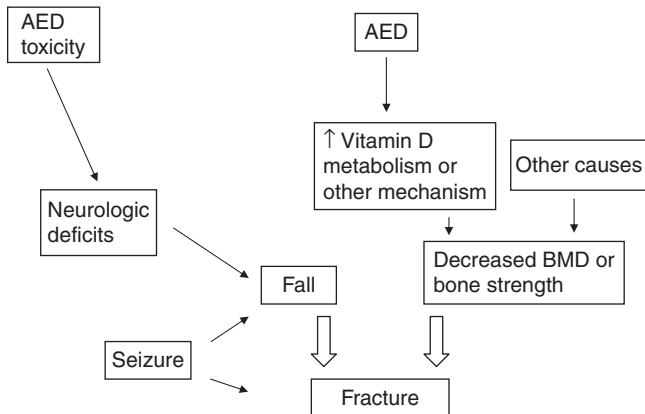 AED
toxicity
AED
↑ Vitamin D
metabolism or
other mechanism
Other causes
Neurologic
deficits
Decreased BMD or
bone strength
Fall
Seizure
Fracture